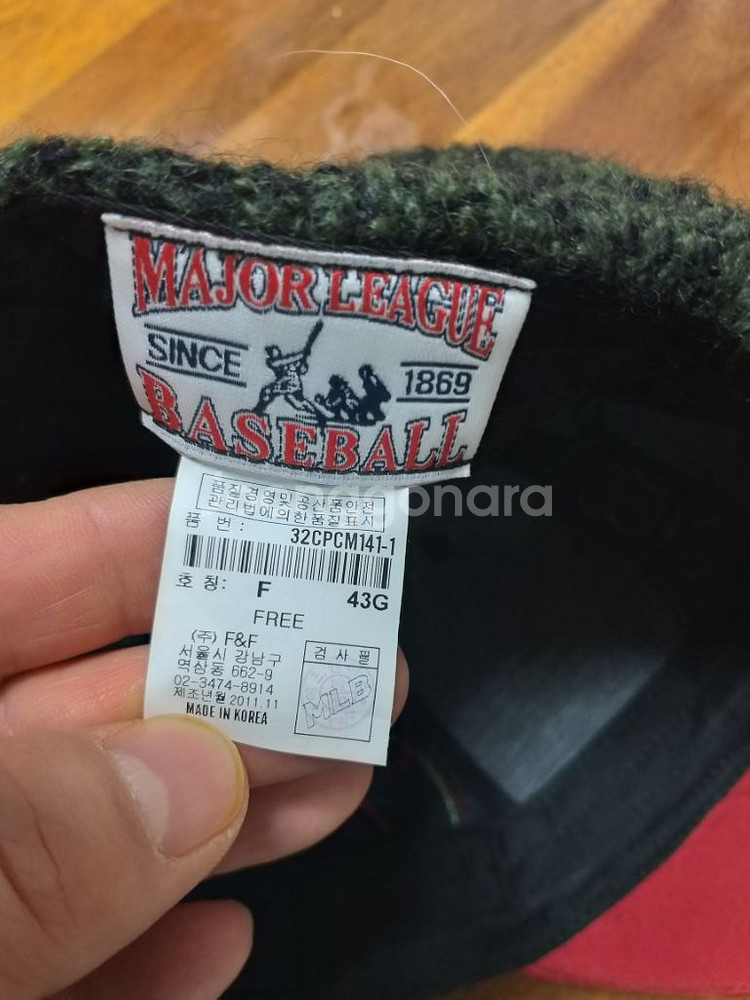 MAJOR LEAGUE
SINCE 1869
BASEBALL
품질경영및공산품안전
관리법에의한품질표시
품 번: 32CPCM141-1
호 칭: F 43G
FREE
(주) F&F
서울시 강남구
역삼동 662-9
02-3474-8914
제조년월 2011.11
MADE IN KOREA
검사필
MLB
gonara